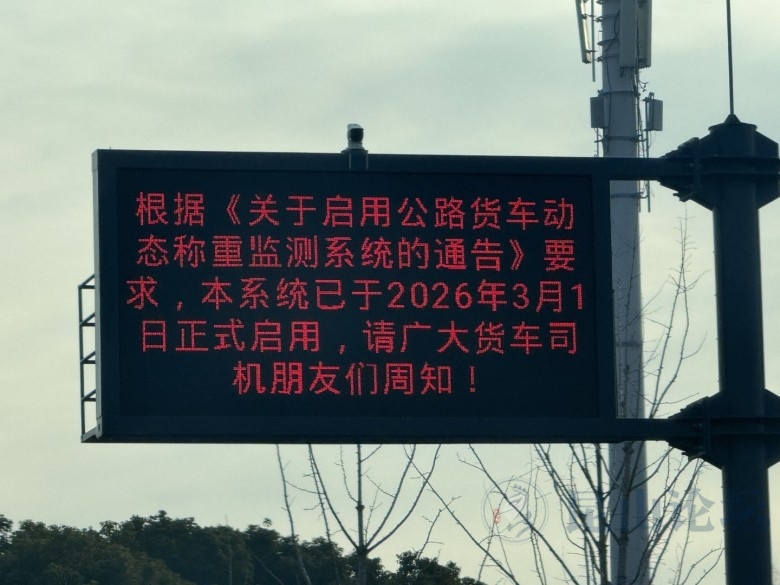 根据《关于启用公路货车动
态称重监测系统的通告》要
求，本系统已于2026年3月1
日正式启用，请广大货车司
机朋友们周知！